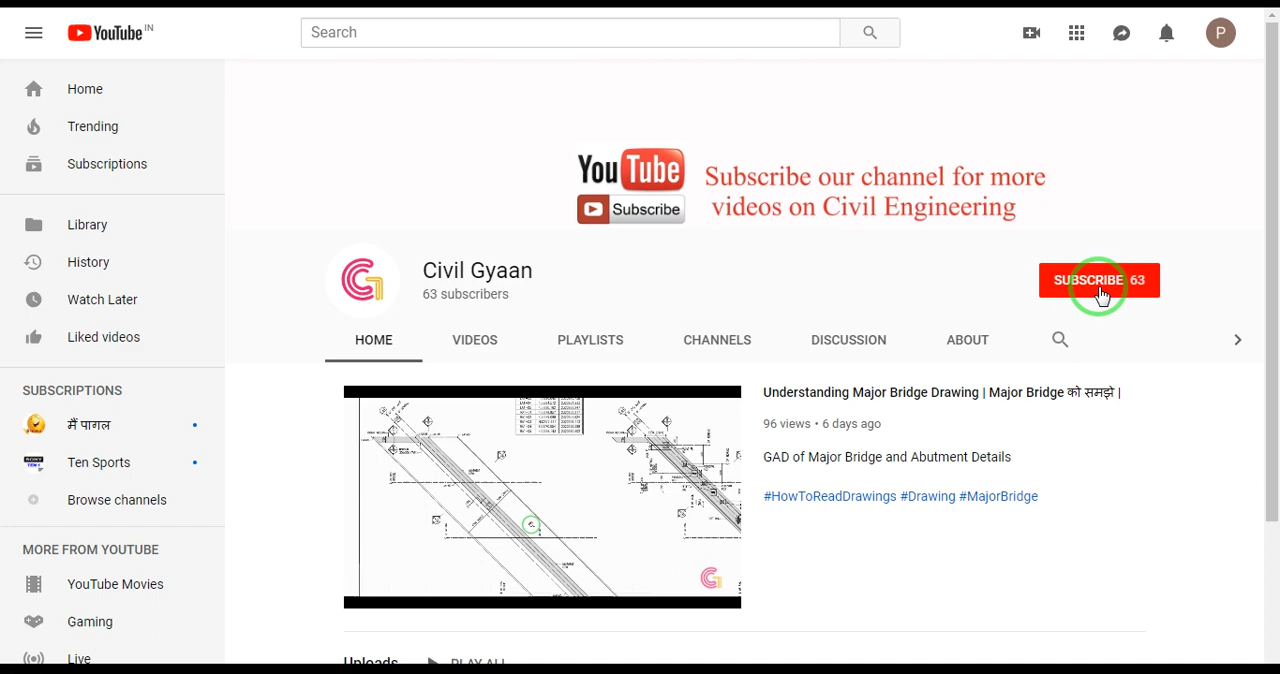 YouTube IN
Search
P
Home
Trending
Subscriptions
Library
History
Watch Later
Liked videos
SUBSCRIPTIONS
मैं पागल
Ten Sports
Browse channels
MORE FROM YOUTUBE
YouTube Movies
Gaming
Live
YouTube
Subscribe
Subscribe our channel for more
videos on Civil Engineering
Civil Gyaan
63 subscribers
SUBSCRIBE 63
HOME
VIDEOS
PLAYLISTS
CHANNELS
DISCUSSION
ABOUT
Understanding Major Bridge Drawing | Major Bridge को समझो |
96 views • 6 days ago
GAD of Major Bridge and Abutment Details
#HowToReadDrawings #Drawing #MajorBridge
Uploads
PLAY ALL